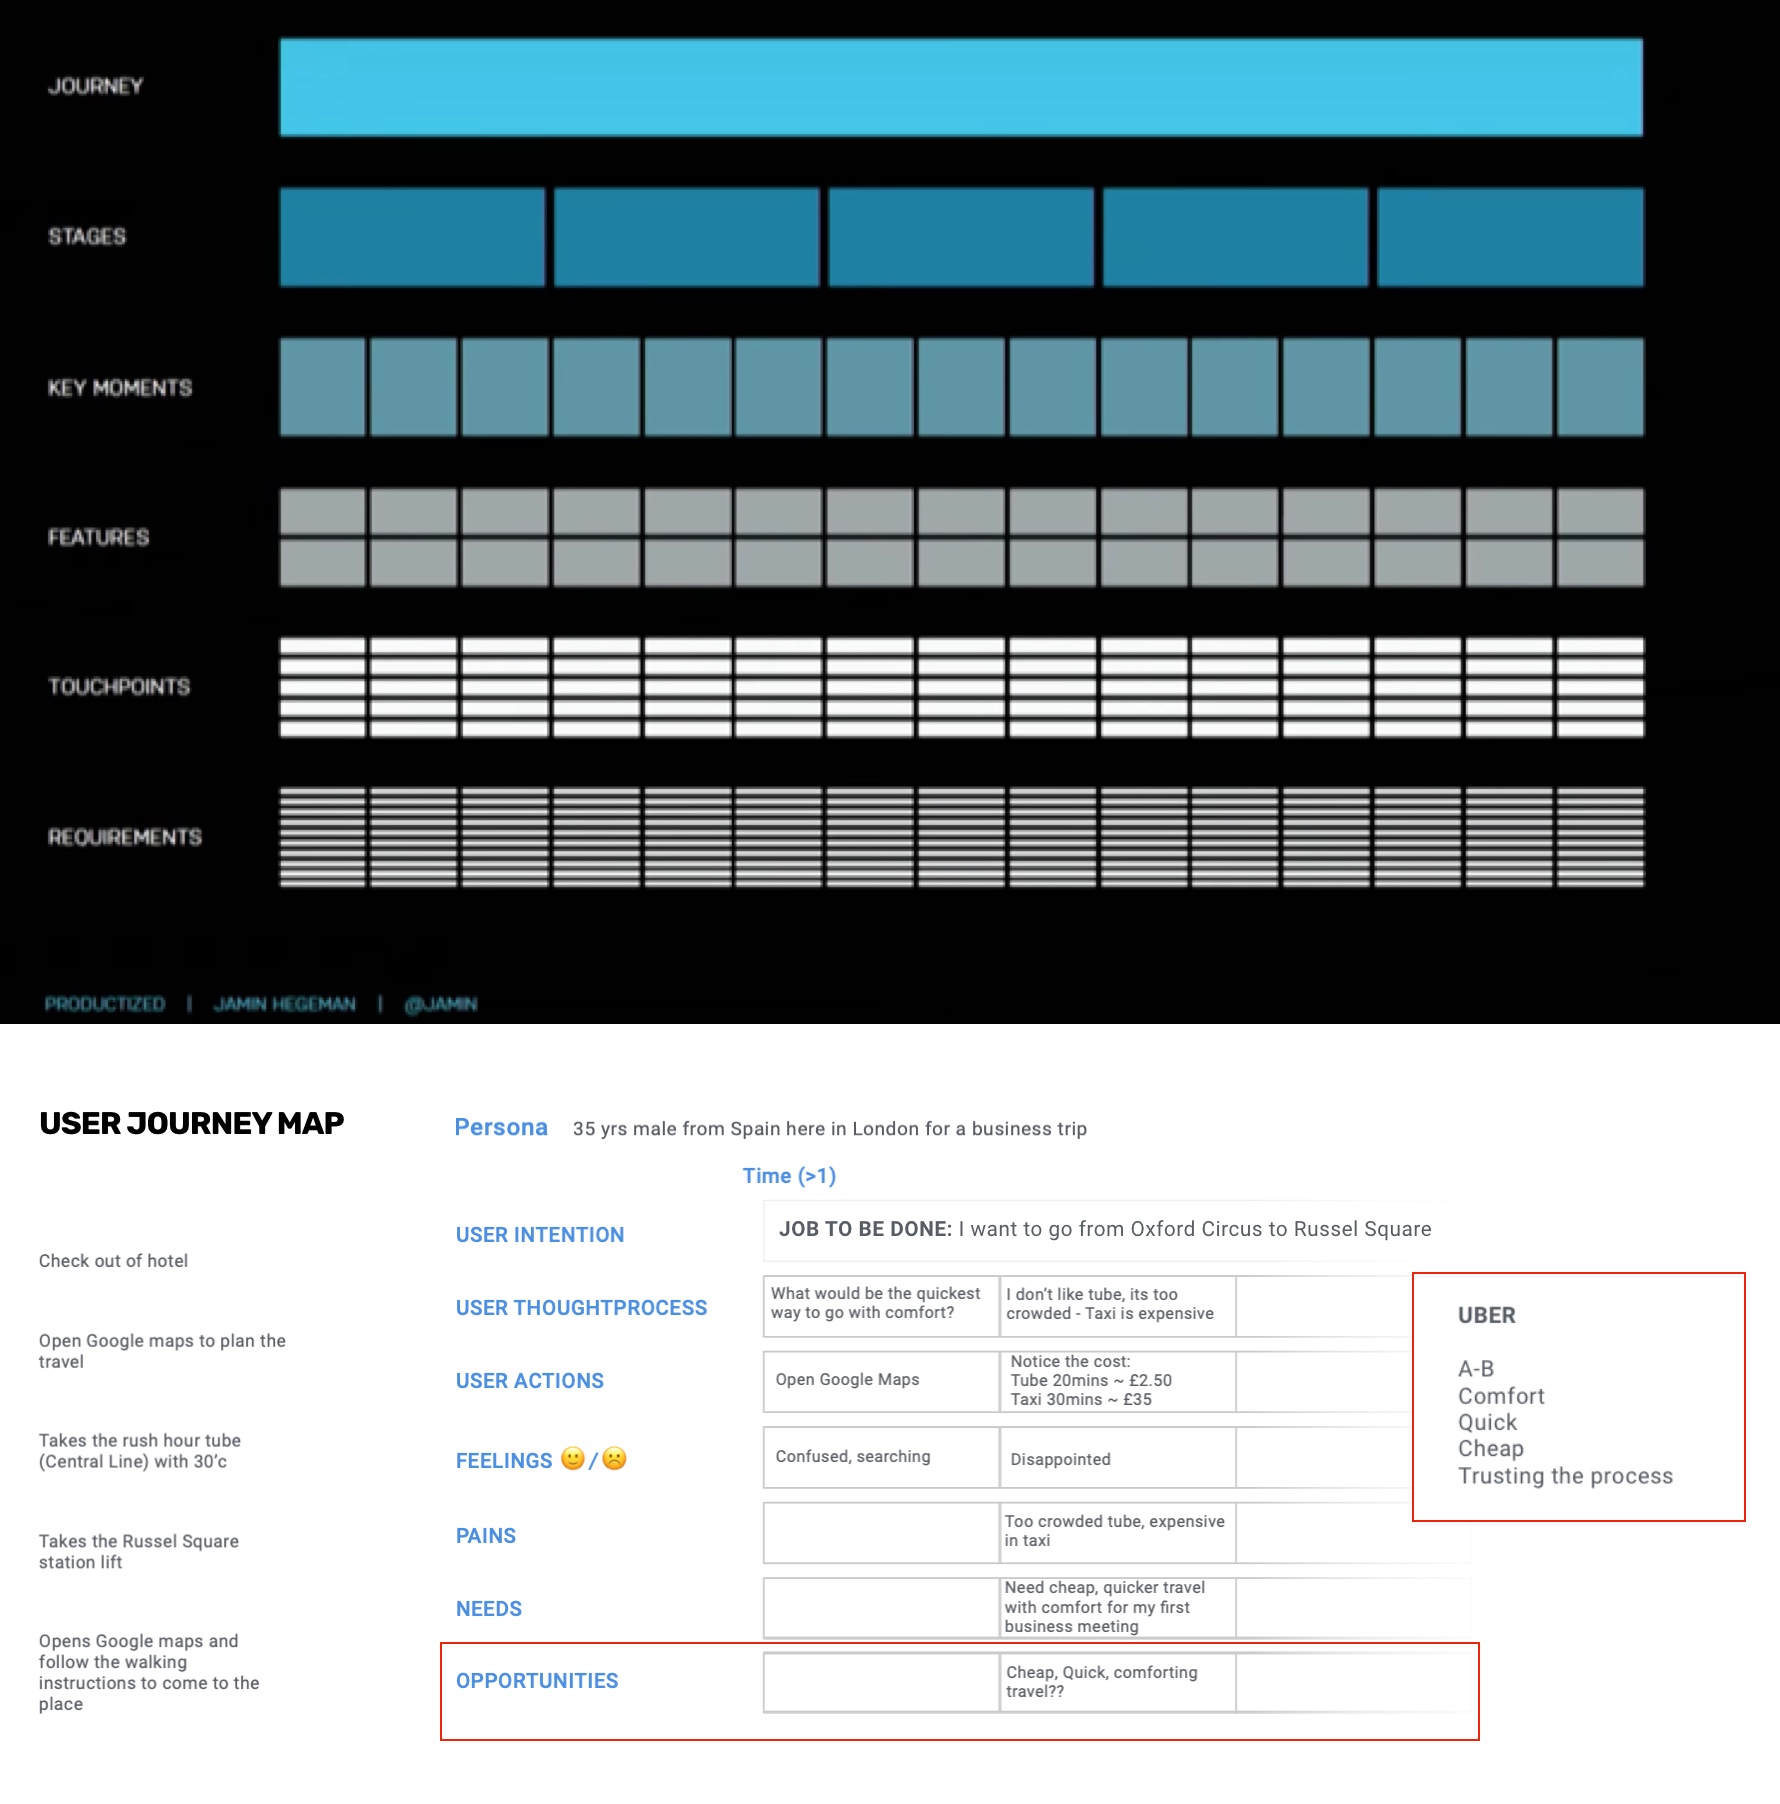 JOURNEY
STAGES
KEY MOMENTS
FEATURES
TOUCHPOINTS
REQUIREMENTS
PRODUCTIZED | JAMIN HEGEMAN | @JAMIN
USER JOURNEY MAP
Check out of hotel
Open Google maps to plan the
travel
Takes the rush hour tube
(Central Line) with 30’c
Takes the Russel Square
station lift
Opens Google maps and
follow the walking
instructions to come to the
place
Persona 35 yrs male from Spain here in London for a business trip
Time (>1)
USER INTENTION
JOB TO BE DONE: I want to go from Oxford Circus to Russel Square
USER THOUGHTPROCESS
What would be the quickest
way to go with comfort?
I don’t like tube, its too
crowded - Taxi is expensive
USER ACTIONS
Open Google Maps
Notice the cost:
Tube 20mins ~ £2.50
Taxi 30mins ~ £35
FEELINGS 🙂/☹️
Confused, searching
Disappointed
PAINS
Too crowded tube, expensive
in taxi
NEEDS
Need cheap, quicker travel
with comfort for my first
business meeting
OPPORTUNITIES
Cheap, Quick, comforting
travel??
UBER
A-B
Comfort
Quick
Cheap
Trusting the process